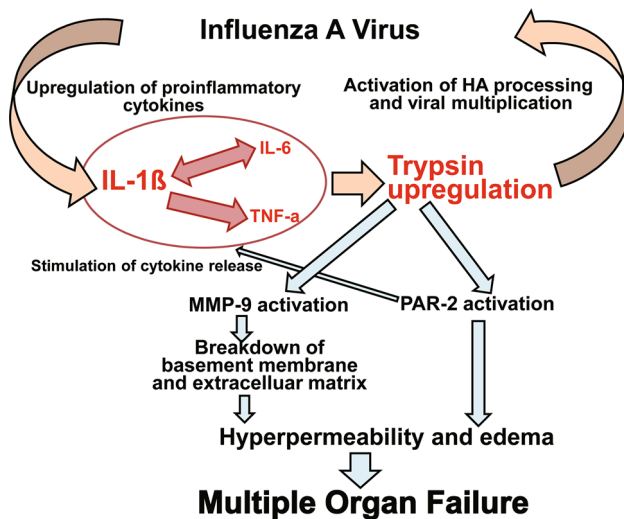 Influenza A Virus
Upregulation of proinflammatory
cytokines
Activation of HA processing
and viral multiplication
IL-1ß
IL-6
TNF-a
Trypsin
upregulation
Stimulation of cytokine release
MMP-9 activation
PAR-2 activation
Breakdown of
basement membrane
and extracelluar matrix
Hyperpermeability and edema
Multiple Organ Failure